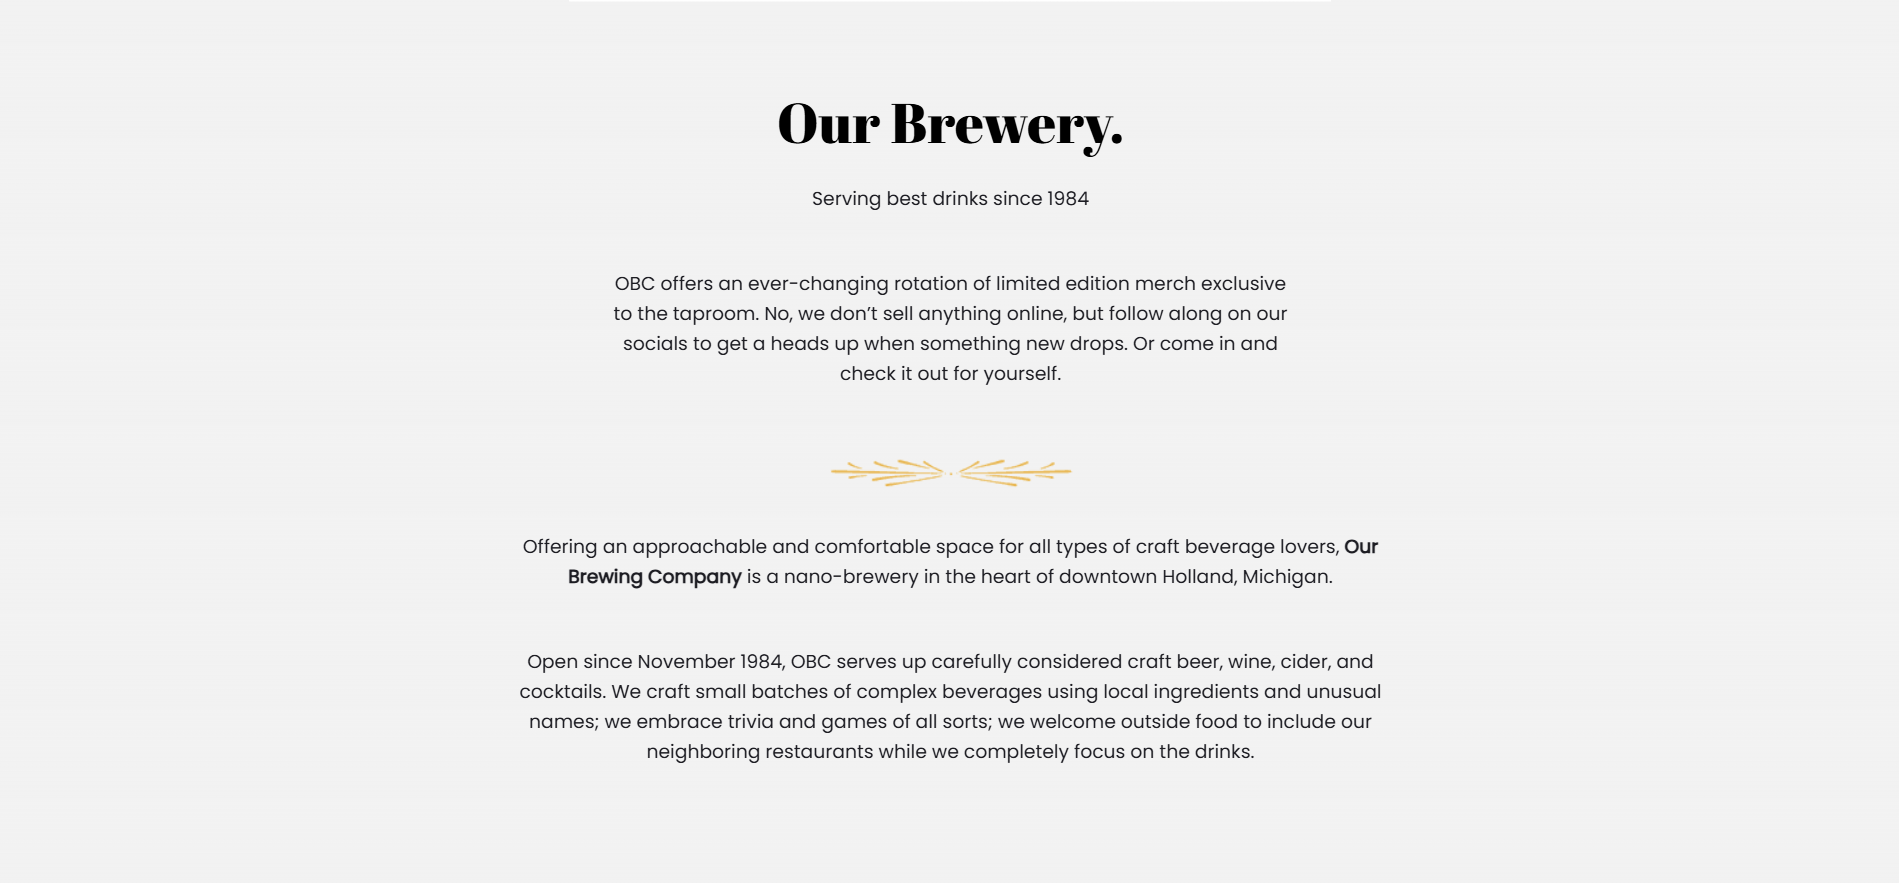 Our Brewery.
Serving best drinks since 1984
OBC offers an ever-changing rotation of limited edition merch exclusive
to the taproom. No, we don’t sell anything online, but follow along on our
socials to get a heads up when something new drops. Or come in and
check it out for yourself.
Offering an approachable and comfortable space for all types of craft beverage lovers, Our
Brewing Company is a nano-brewery in the heart of downtown Holland, Michigan.
Open since November 1984, OBC serves up carefully considered craft beer, wine, cider, and
cocktails. We craft small batches of complex beverages using local ingredients and unusual
names; we embrace trivia and games of all sorts; we welcome outside food to include our
neighboring restaurants while we completely focus on the drinks.